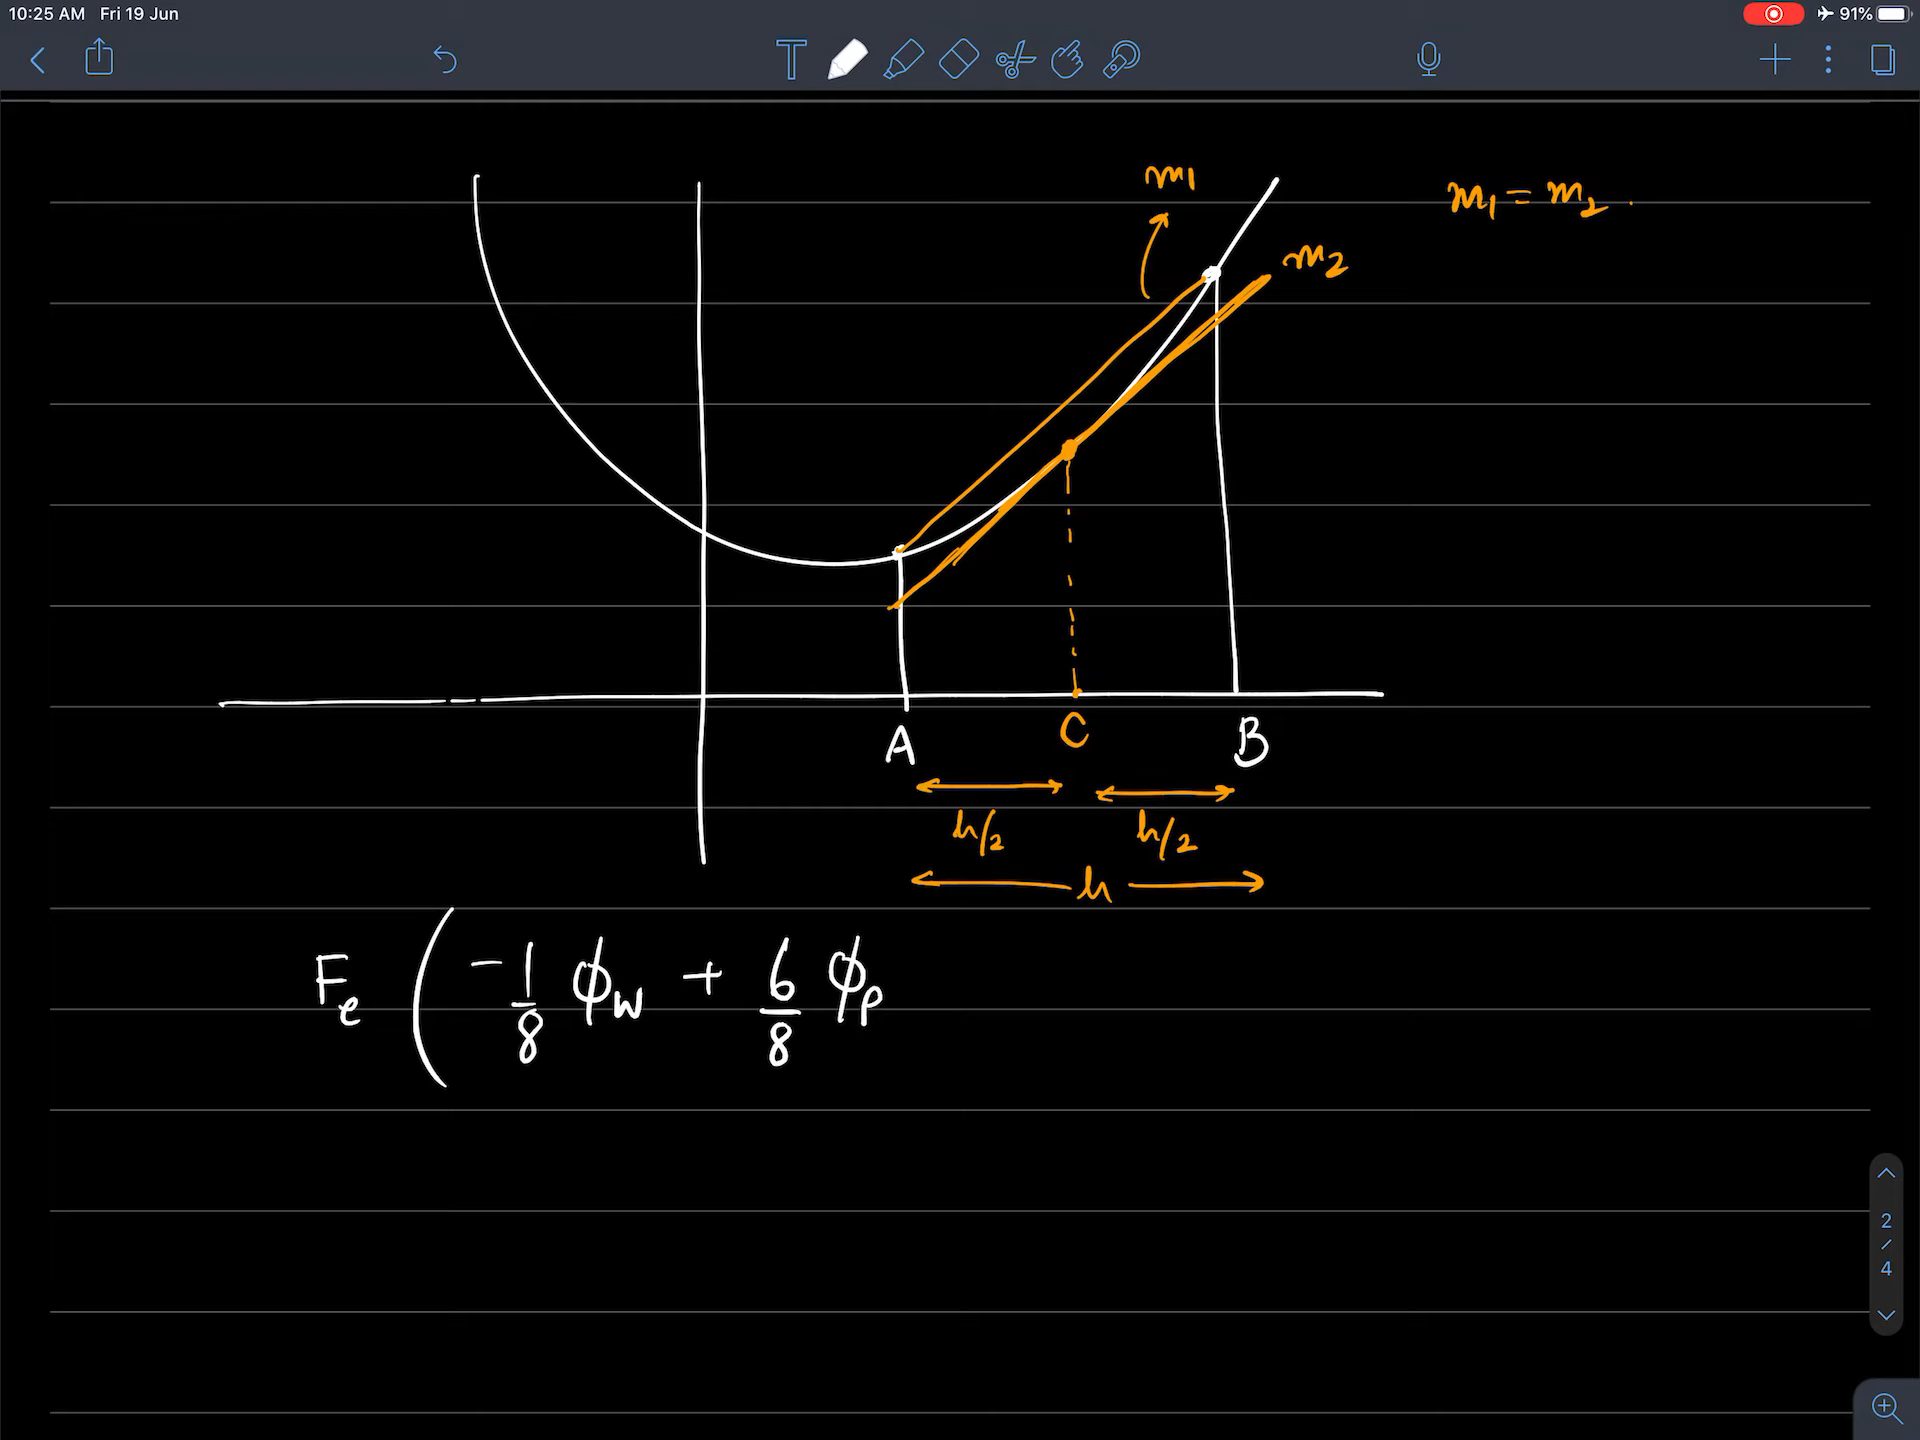 10:25 AM Fri 19 Jun
91%
T
m1
m1 = m2 .
m2
A
C
B
h/2
h/2
h
Fe ( -1/8 ϕW + 6/8 ϕP
2
/
4